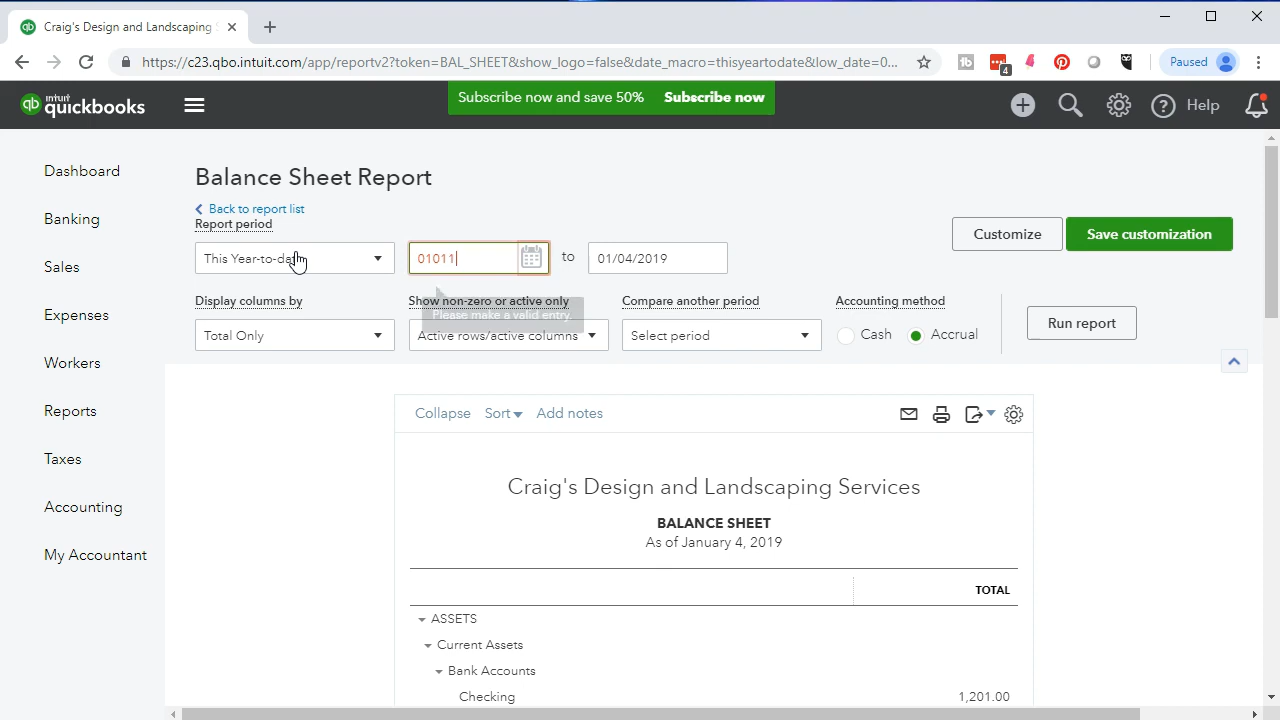 Craig's Design and Landscaping
https://c23.qbo.intuit.com/app/reportv2?token=BAL_SHEET&show_logo=false&date_macro=thisyeartodate&low_date=0...
4
Paused
intuit
quickbooks
Subscribe now and save 50% Subscribe now
Help
Dashboard
Banking
Sales
Expenses
Workers
Reports
Taxes
Accounting
My Accountant
Balance Sheet Report
Back to report list
Report period
This Year-to-date
01011
to
01/04/2019
Customize
Save customization
Display columns by
Show non-zero or active only
Compare another period
Accounting method
Please make a valid entry.
Total Only
Active rows/active columns
Select period
Cash
Accrual
Run report
Collapse Sort Add notes
Craig's Design and Landscaping Services
BALANCE SHEET
As of January 4, 2019
TOTAL
ASSETS
Current Assets
Bank Accounts
Checking 1,201.00